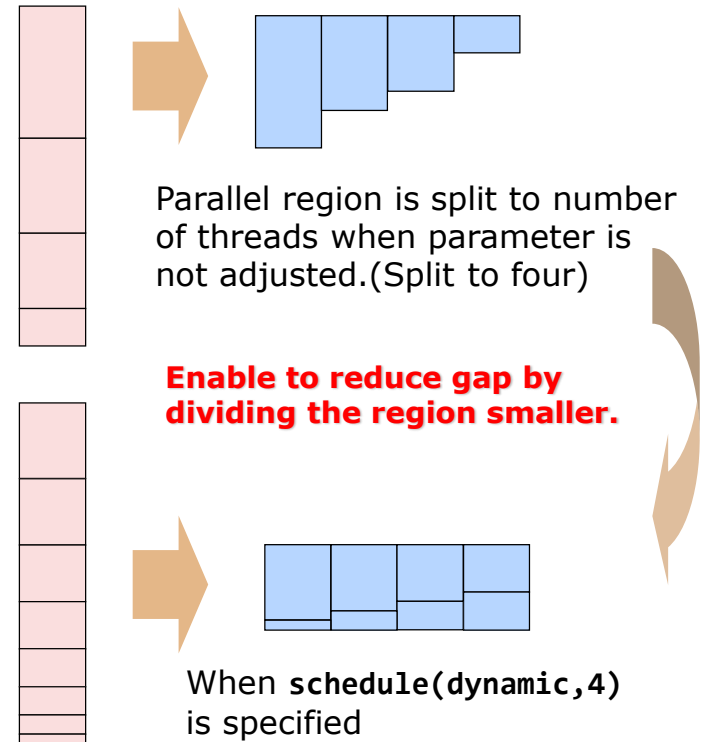 Parallel region is split to number
of threads when parameter is
not adjusted.(Split to four)
Enable to reduce gap by
dividing the region smaller.
When schedule(dynamic,4)
is specified